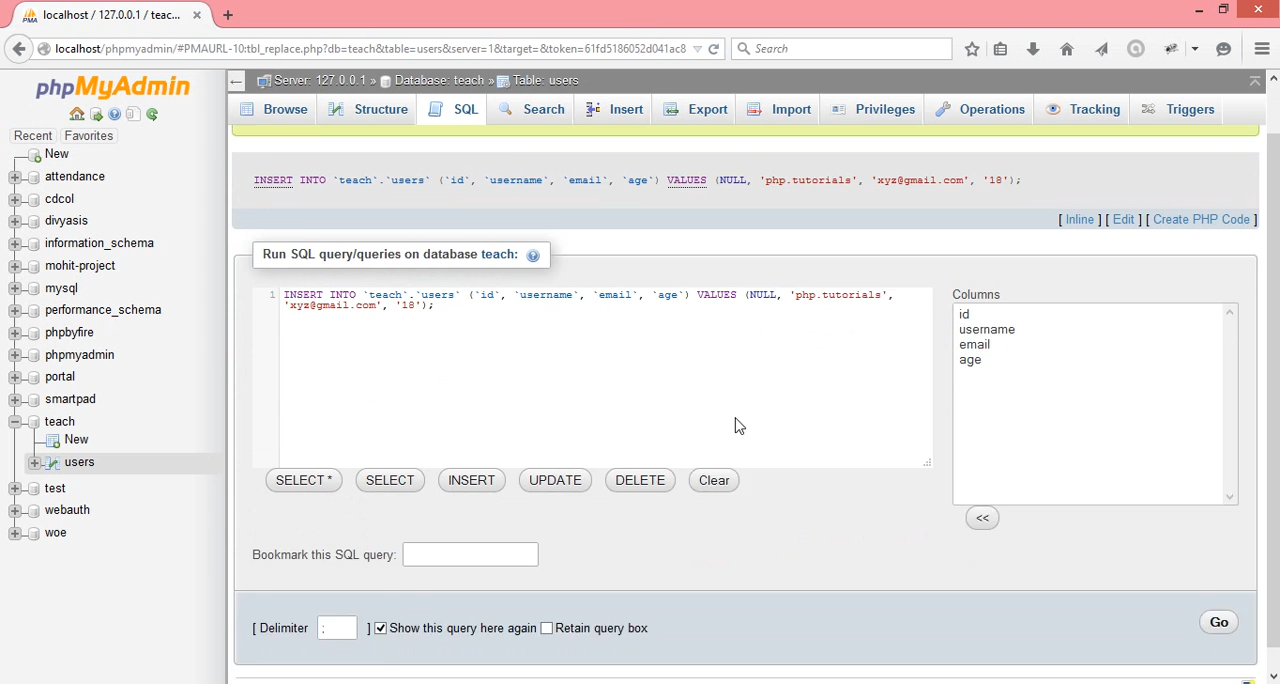 localhost / 127.0.0.1 / teac...
localhost/phpmyadmin/#PMAURL-10:tbl_replace.php?db=teach&table=users&server=1&target=&token=61fd5186052d041ac8
Search
phpMyAdmin
Recent
Favorites
New
attendance
cdcol
divyasis
information_schema
mohit-project
mysql
performance_schema
phpbyfire
phpmyadmin
portal
smartpad
teach
New
users
test
webauth
woe
Server: 127.0.0.1 » Database: teach » Table: users
Browse Structure SQL Search Insert Export Import Privileges Operations Tracking Triggers
INSERT INTO `teach`.`users` (`id`, `username`, `email`, `age`) VALUES (NULL, 'php.tutorials', 'xyz@gmail.com', '18');
[ Inline ] [ Edit ] [ Create PHP Code ]
Run SQL query/queries on database teach:
1 INSERT INTO `teach`.`users` (`id`, `username`, `email`, `age`) VALUES (NULL, 'php.tutorials',
'xyz@gmail.com', '18');
Columns
id
username
email
age
<<
SELECT * SELECT INSERT UPDATE DELETE Clear
Bookmark this SQL query:
[ Delimiter ; ] Show this query here again Retain query box
Go